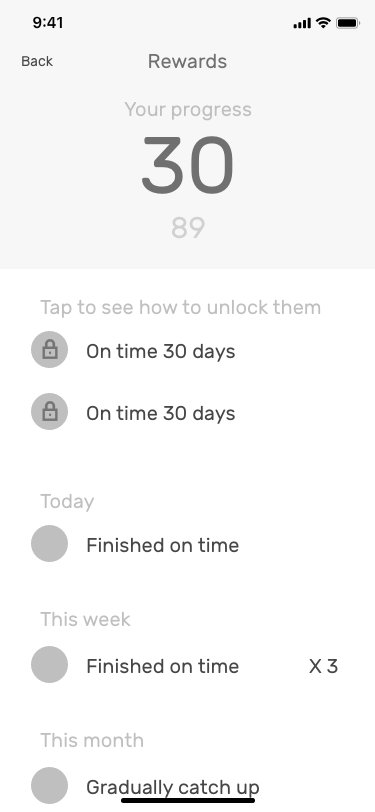 9:41
Back
Rewards
Your progress
30
89
Tap to see how to unlock them
On time 30 days
On time 30 days
Today
Finished on time
This week
Finished on time X 3
This month
Gradually catch up